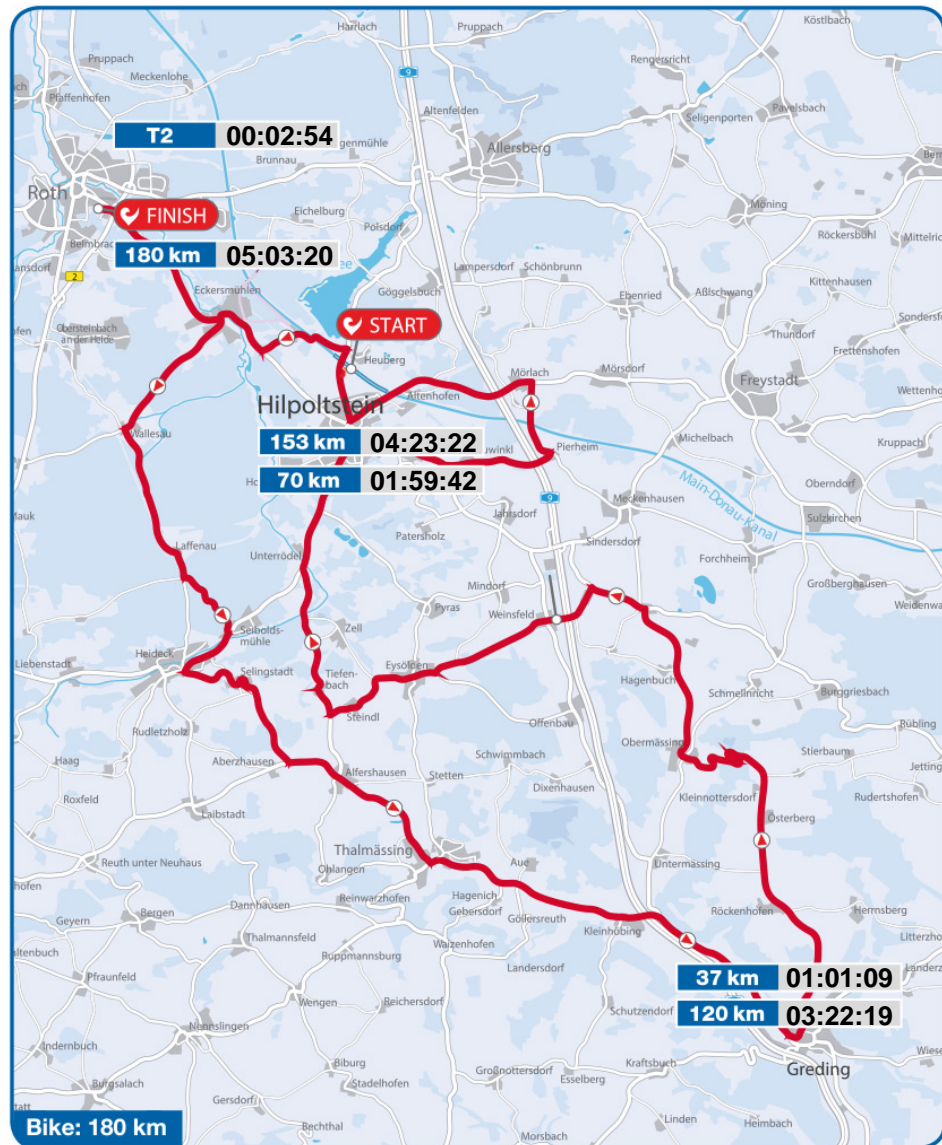 Harrlach
Pruppach
Köstlbach
Rengersricht
Pavelsbach
Pruppach
Meckenlohe
Pfaffenhofen
9
Altenfelden
Seligenporten
T2 00:02:54
Allersberg
Brunnau
Roth
Eichelburg
Polsdorf
Möning
Röckersbühl
FINISH
180 km 05:03:20
2
Lampersdorf
Schönbrunn
Göggelsbuch
Eckersmühlen
Ebenried
Aßlschwang
Kittenhausen
Obersteinbach
an der Heide
START
Thundorf
Frettenshofen
Heuberg
Mörlach
Mörsdorf
Freystadt
Altenhofen
Hilpoltstein
Wallesau
153 km 04:23:22
Pierheim
Michelbach
Kruppach
70 km 01:59:42
9
Main-Donau-Kanal
Oberndorf
Meckenhausen
Jahrsdorf
Sulzkirchen
Mauk
Laffenau
Patersholz
Sindersdorf
Forchheim
Unterrödel
Mindorf
Großberghausen
Pyras
Weinsfeld
Zell
Seiboldsmühle
Liebenstadt
Heideck
Selingstadt
Tiefenbach
Eysölden
Hagenbuch
Schmellnricht
Burggriesbach
Steindl
Offenbau
Rübling
Rudletzholz
Obermässing
Stierbaum
Haag
Aberzhausen
Schwimmbach
Alfershausen
Stetten
Dixenhausen
Kleinnottersdorf
Rudertshofen
Roxfeld
Laibstadt
Österberg
Thalmässing
Reuth unter Neuhaus
Ohlangen
Aue
Untermässing
Reinwarzhofen
Hagenich
Dannhausen
Gebersdorf
Röckenhofen
Herrnsberg
Bergen
Göllersreuth
Geyern
Kleinhöbing
Thalmannsfeld
Waizenhofen
Ruppmannsburg
Landersdorf
Pfraunfeld
37 km 01:01:09
Reichersdorf
Wengen
Schutzendorf
120 km 03:22:19
Nennslingen
Indernbuch
Biburg
Kraftsbuch
Greding
Burgsalach
Stadelhofen
Großnottersdorf
Esselberg
Gersdorf
Linden
Heimbach
Morsbach
Bike: 180 km